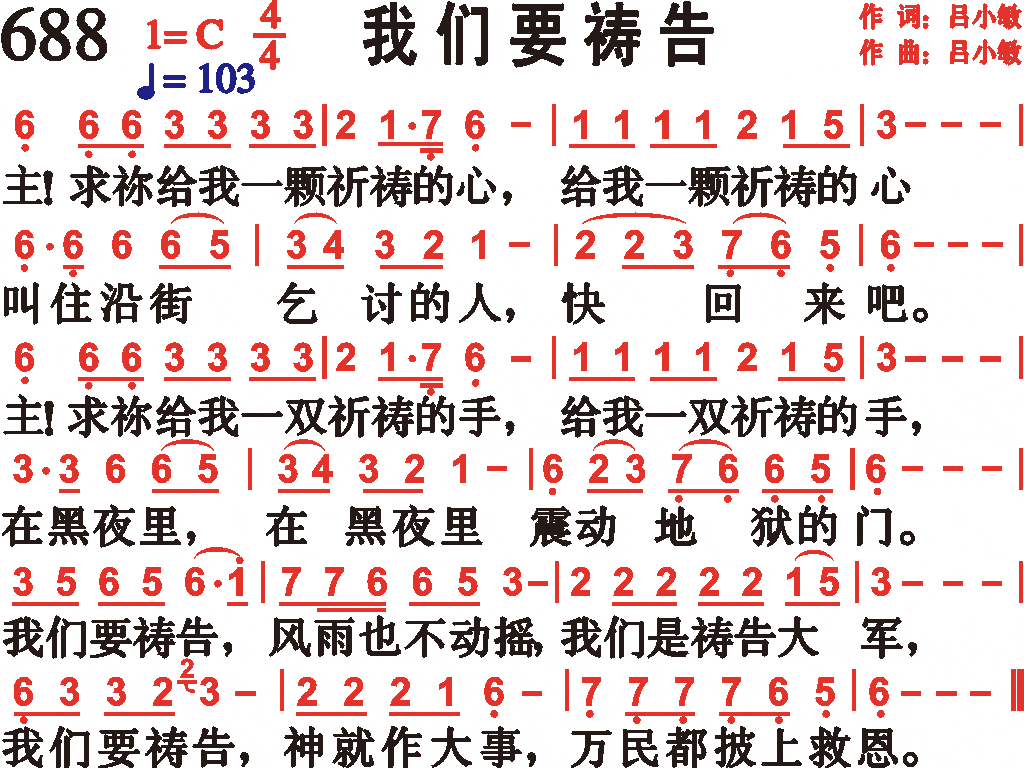 688 1=C 4/4 我们要祷告 作 词：吕小敏
♩=103 作 曲：吕小敏
6 6 6 3 3 3 3 | 2 1·7 6 － | 1 1 1 1 2 1 5 | 3－－－ |
主！求祢给我一颗祈祷的心， 给我一颗祈祷的 心
6·6 6 6 5 | 3 4 3 2 1 － | 2 2 3 7 6 5 | 6－－－ |
叫住沿街 乞 讨的人，快 回 来 吧。
6 6 6 3 3 3 3 | 2 1·7 6 － | 1 1 1 1 2 1 5 | 3－－－ |
主！求祢给我一双祈祷的手， 给我一双祈祷的手，
3·3 6 6 5 | 3 4 3 2 1 － | 6 2 3 7 6 6 5 | 6 － － － |
在黑夜里， 在 黑夜里 震动 地 狱的门。
3 5 6 5 6·1 | 7 7 6 6 5 3－ | 2 2 2 2 2 1 5 | 3－－－ |
我们要祷告，风雨也不动摇，我们是祷告大 军，
6 3 3 2 2 3 － | 2 2 2 1 6 － | 7 7 7 7 6 5 | 6－－－ ‖
我们要祷告，神就作大事，万民都披上救恩。